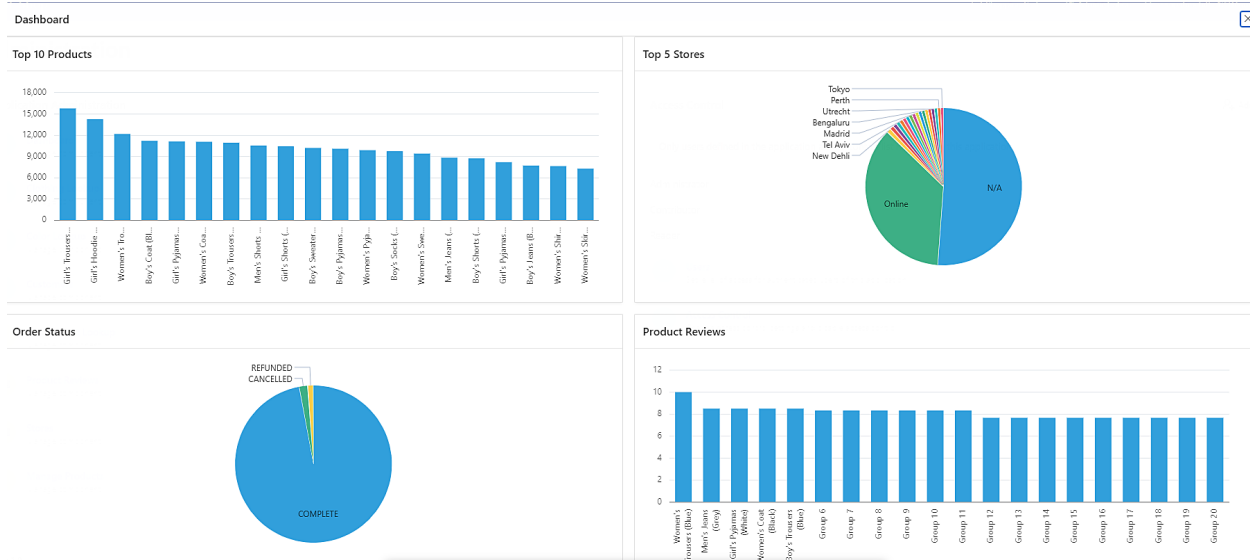 Dashboard
Top 10 Products
18,000
15,000
12,000
9,000
6,000
3,000
0
Girl's Trousers...
Girl's Hoodie ...
Women's Tro...
Boy's Coat (Bl...
Girl's Pyjamas...
Women's Coa...
Boy's Trousers...
Men's Shorts ...
Girl's Shorts (...
Boy's Sweater...
Boy's Pyjamas...
Women's Pyja...
Boy's Socks (...
Women's Swe...
Men's Jeans (...
Boy's Shorts (...
Girl's Pyjamas...
Boy's Jeans (B...
Women's Shir...
Women's Skir...
Top 5 Stores
Tokyo
Perth
Utrecht
Bengaluru
Madrid
Tel Aviv
New Dehli
N/A
Online
Order Status
REFUNDED
CANCELLED
COMPLETE
Product Reviews
12
10
8
6
4
2
0
Women's
rousers (Blue)
Men's Jeans
(Grey)
Girl's Pyjamas
(White)
Women's Coat
(Black)
Boy's Trousers
(Blue)
Group 6
Group 7
Group 8
Group 9
Group 10
Group 11
Group 12
Group 13
Group 14
Group 15
Group 16
Group 17
Group 18
Group 19
Group 20